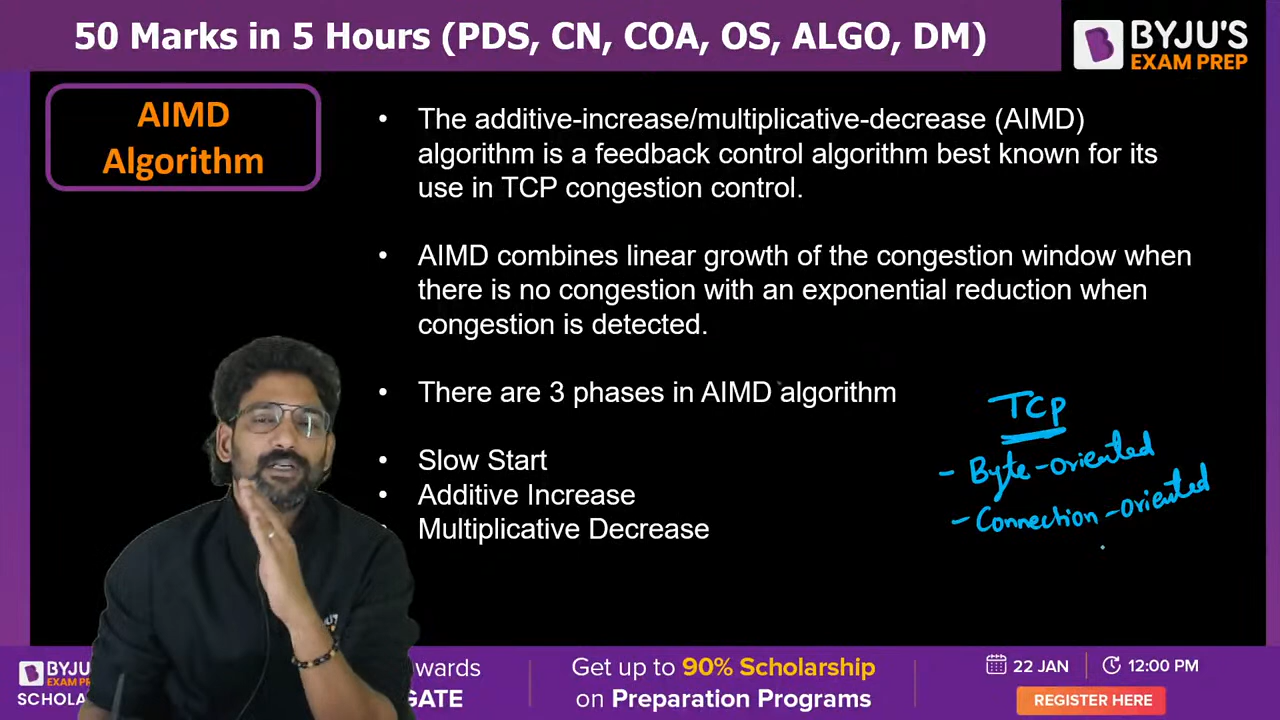 50 Marks in 5 Hours (PDS, CN, COA, OS, ALGO, DM)
BYJU'S
EXAM PREP
AIMD
Algorithm
• The additive-increase/multiplicative-decrease (AIMD)
algorithm is a feedback control algorithm best known for its
use in TCP congestion control.
• AIMD combines linear growth of the congestion window when
there is no congestion with an exponential reduction when
congestion is detected.
• There are 3 phases in AIMD algorithm
• Slow Start
• Additive Increase
• Multiplicative Decrease
TCP
- Byte-oriented
- Connection-oriented
BYJU'S
EXAM PREP
SCHOLA
wards
GATE
Get up to 90% Scholarship
on Preparation Programs
22 JAN
12:00 PM
REGISTER HERE